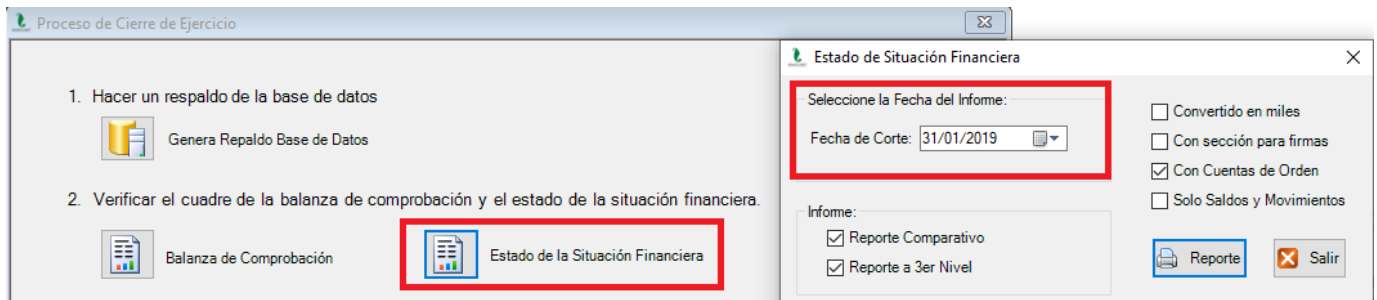 Proceso de Cierre de Ejercicio
1. Hacer un respaldo de la base de datos
Genera Repaldo Base de Datos
2. Verificar el cuadre de la balanza de comprobación y el estado de la situación financiera.
Balanza de Comprobación
Estado de la Situación Financiera
Estado de Situación Financiera
Seleccione la Fecha del Informe:
Fecha de Corte: 31/01/2019
Convertido en miles
Con sección para firmas
Con Cuentas de Orden
Solo Saldos y Movimientos
Informe:
Reporte Comparativo
Reporte a 3er Nivel
Reporte
Salir